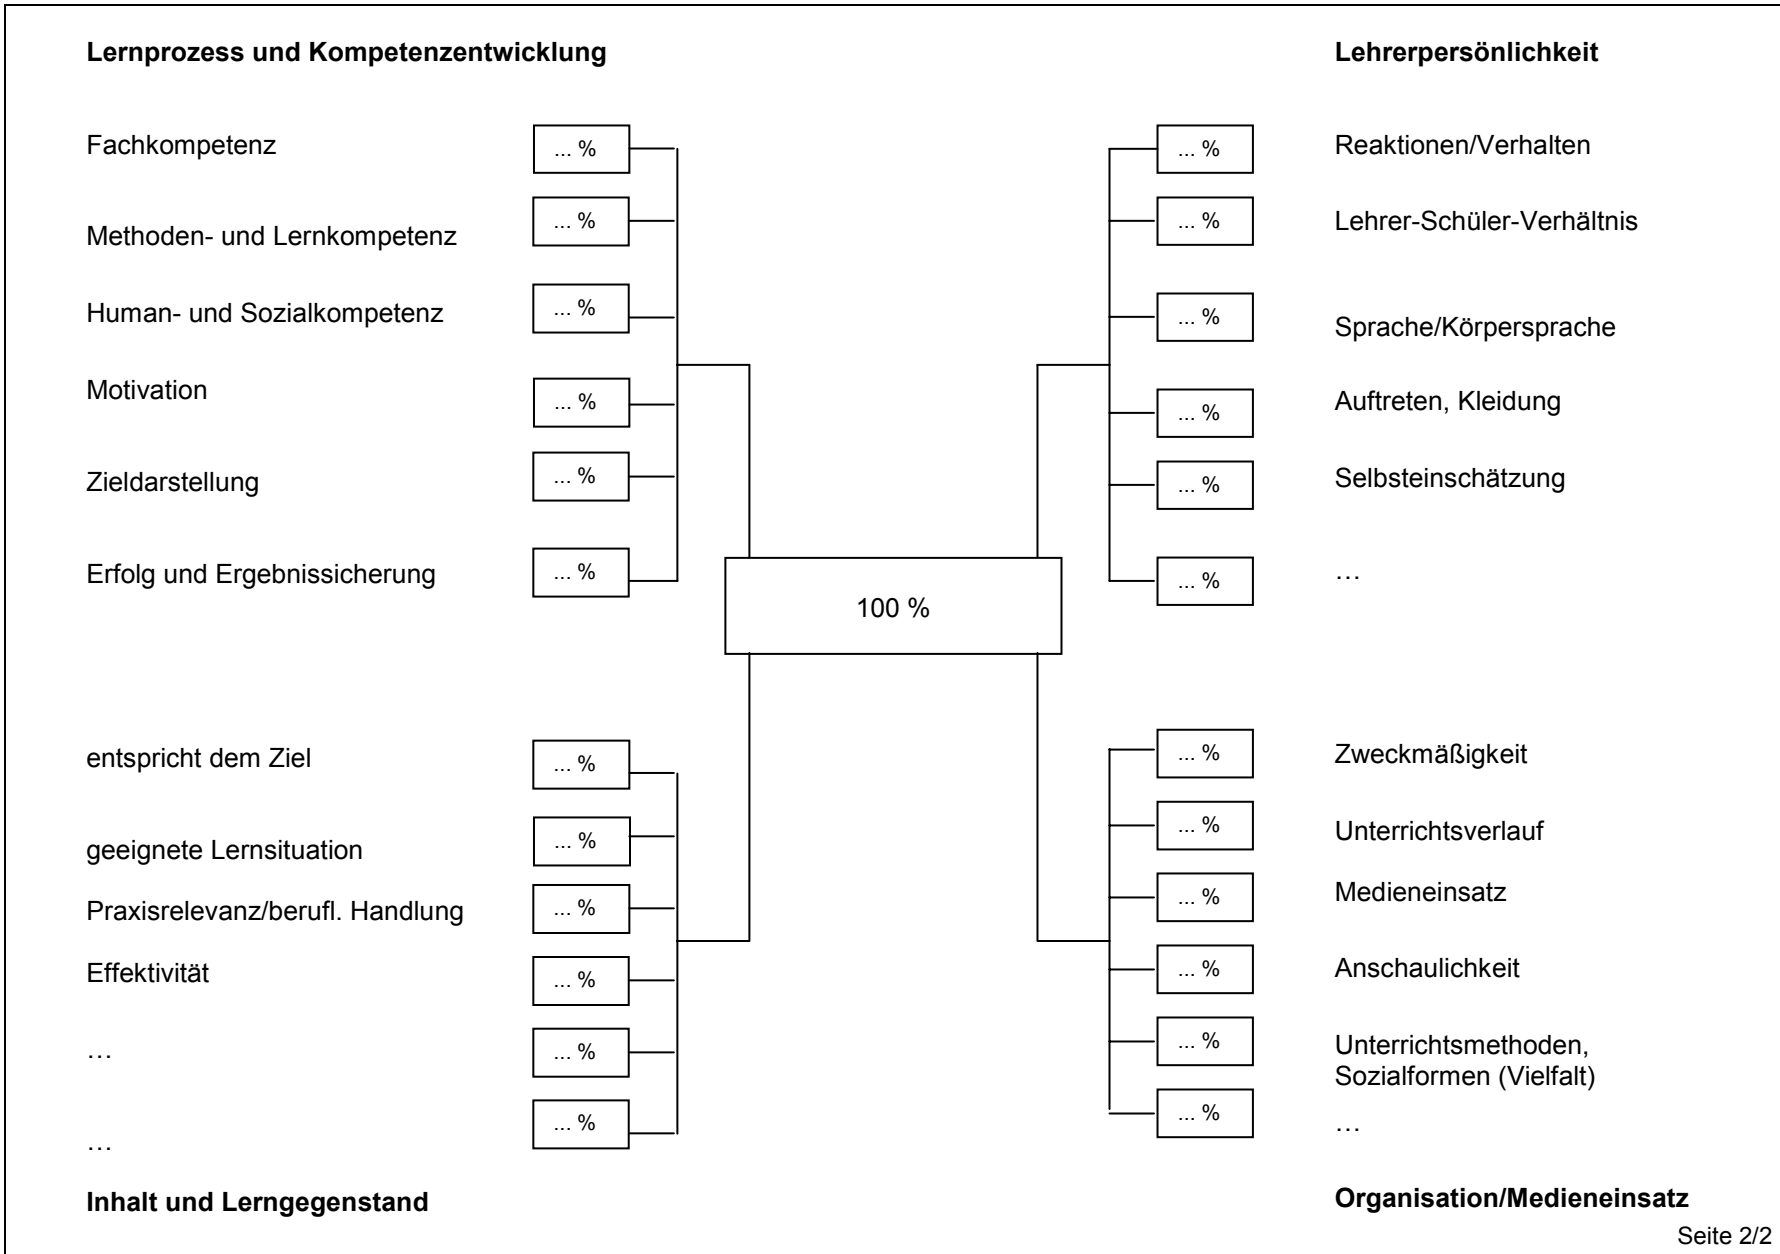 Lernprozess und Kompetenzentwicklung
Fachkompetenz
... %
Methoden- und Lernkompetenz
... %
Human- und Sozialkompetenz
... %
Motivation
... %
Zieldarstellung
... %
Erfolg und Ergebnissicherung
... %
Lehrerpersönlichkeit
... %
Reaktionen/Verhalten
... %
Lehrer-Schüler-Verhältnis
... %
Sprache/Körpersprache
... %
Auftreten, Kleidung
... %
Selbsteinschätzung
... %
…
100 %
entspricht dem Ziel
... %
geeignete Lernsituation
... %
Praxisrelevanz/berufl. Handlung
... %
Effektivität
... %
…
... %
…
... %
Inhalt und Lerngegenstand
... %
Zweckmäßigkeit
... %
Unterrichtsverlauf
... %
Medieneinsatz
... %
Anschaulichkeit
... %
Unterrichtsmethoden,
Sozialformen (Vielfalt)
... %
…
Organisation/Medieneinsatz
Seite 2/2